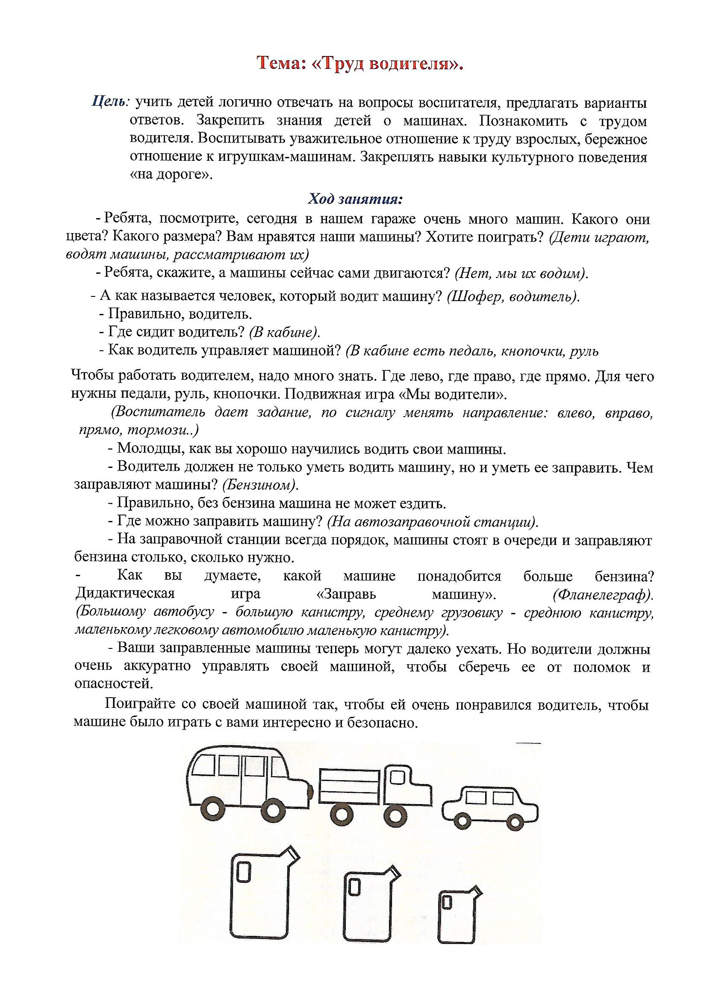 Тема: «Труд водителя».
Цель: учить детей логично отвечать на вопросы воспитателя, предлагать варианты
ответов. Закрепить знания детей о машинах. Познакомить с трудом
водителя. Воспитывать уважительное отношение к труду взрослых, бережное
отношение к игрушкам-машинам. Закреплять навыки культурного поведения
«на дороге».
Ход занятия:
- Ребята, посмотрите, сегодня в нашем гараже очень много машин. Какого они
цвета? Какого размера? Вам нравятся наши машины? Хотите поиграть? (Дети играют,
водят машины, рассматривают их)
- Ребята, скажите, а машины сейчас сами двигаются? (Нет, мы их водим).
- А как называется человек, который водит машину? (Шофер, водитель).
- Правильно, водитель.
- Где сидит водитель? (В кабине).
- Как водитель управляет машиной? (В кабине есть педаль, кнопочки, руль
Чтобы работать водителем, надо много знать. Где лево, где право, где прямо. Для чего
нужны педали, руль, кнопочки. Подвижная игра «Мы водители».
(Воспитатель дает задание, по сигналу менять направление: влево, вправо,
прямо, тормози..)
- Молодцы, как вы хорошо научились водить свои машины.
- Водитель должен не только уметь водить машину, но и уметь ее заправить. Чем
заправляют машины? (Бензином).
- Правильно, без бензина машина не может ездить.
- Где можно заправить машину? (На автозаправочной станции).
- На заправочной станции всегда порядок, машины стоят в очереди и заправляют
бензина столько, сколько нужно.
- Как вы думаете, какой машине понадобится больше бензина?
Дидактическая игра «Заправь машину». (Фланелеграф).
(Большому автобусу - большую канистру, среднему грузовику - среднюю канистру,
маленькому легковому автомобилю маленькую канистру).
- Ваши заправленные машины теперь могут далеко уехать. Но водители должны
очень аккуратно управлять своей машиной, чтобы сберечь ее от поломок и
опасностей.
Поиграйте со своей машиной так, чтобы ей очень понравился водитель, чтобы
машине было играть с вами интересно и безопасно.